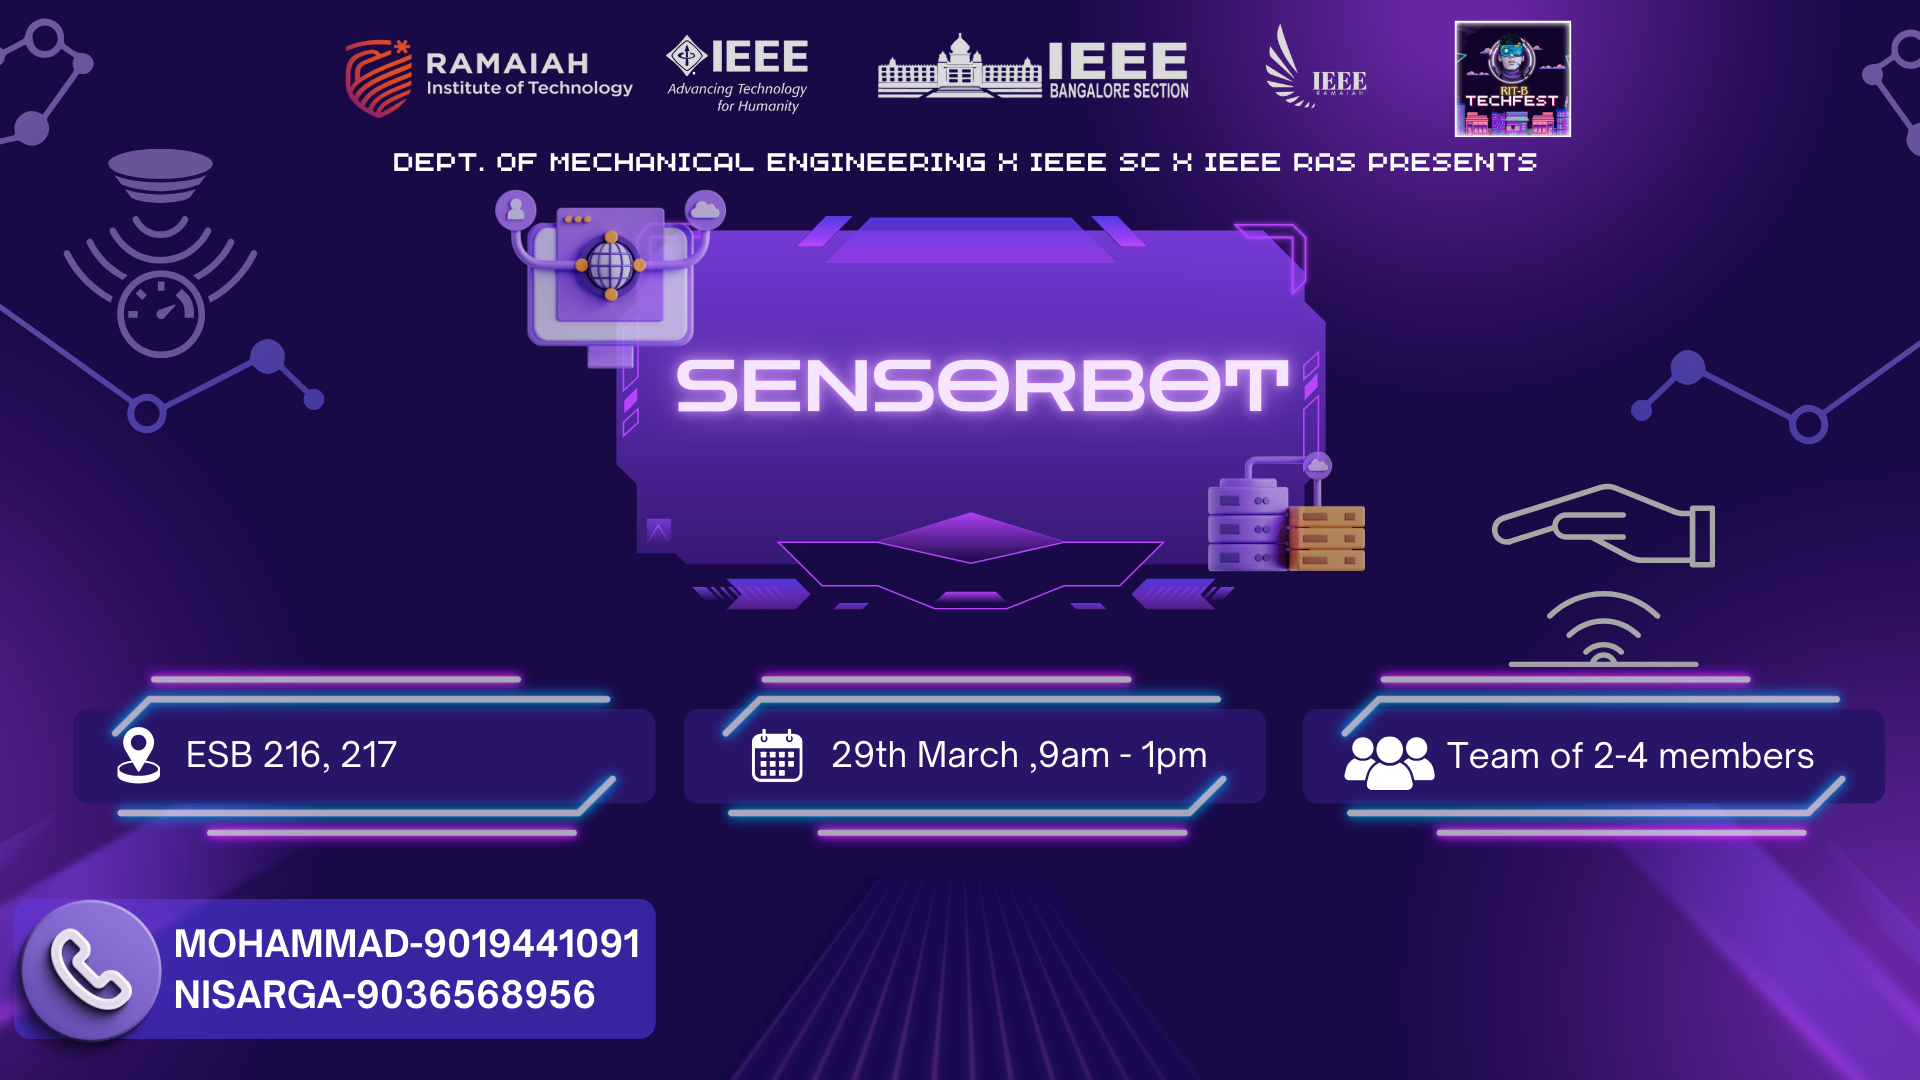 RAMAIAH
Institute of Technology
IEEE
Advancing Technology
for Humanity
IEEE
BANGALORE SECTION
IEEE
RAMAIAH
RIT-B
TECHFEST
DEPT. OF MECHANICAL ENGINEERING X IEEE SC X IEEE RAS PRESENTS
SENSORBOT
ESB 216, 217
29th March ,9am - 1pm
Team of 2-4 members
MOHAMMAD-9019441091
NISARGA-9036568956